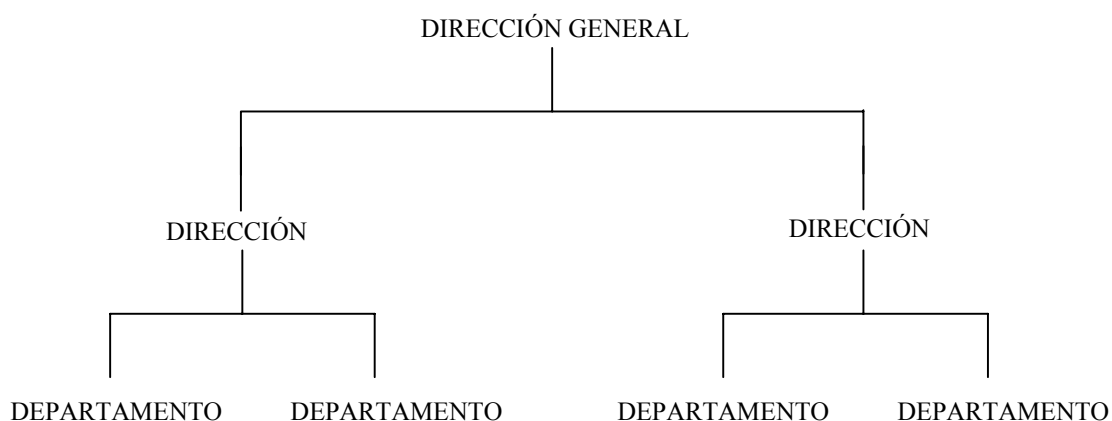 DIRECCIÓN GENERAL
DIRECCIÓN
DIRECCIÓN
DEPARTAMENTO
DEPARTAMENTO
DEPARTAMENTO
DEPARTAMENTO